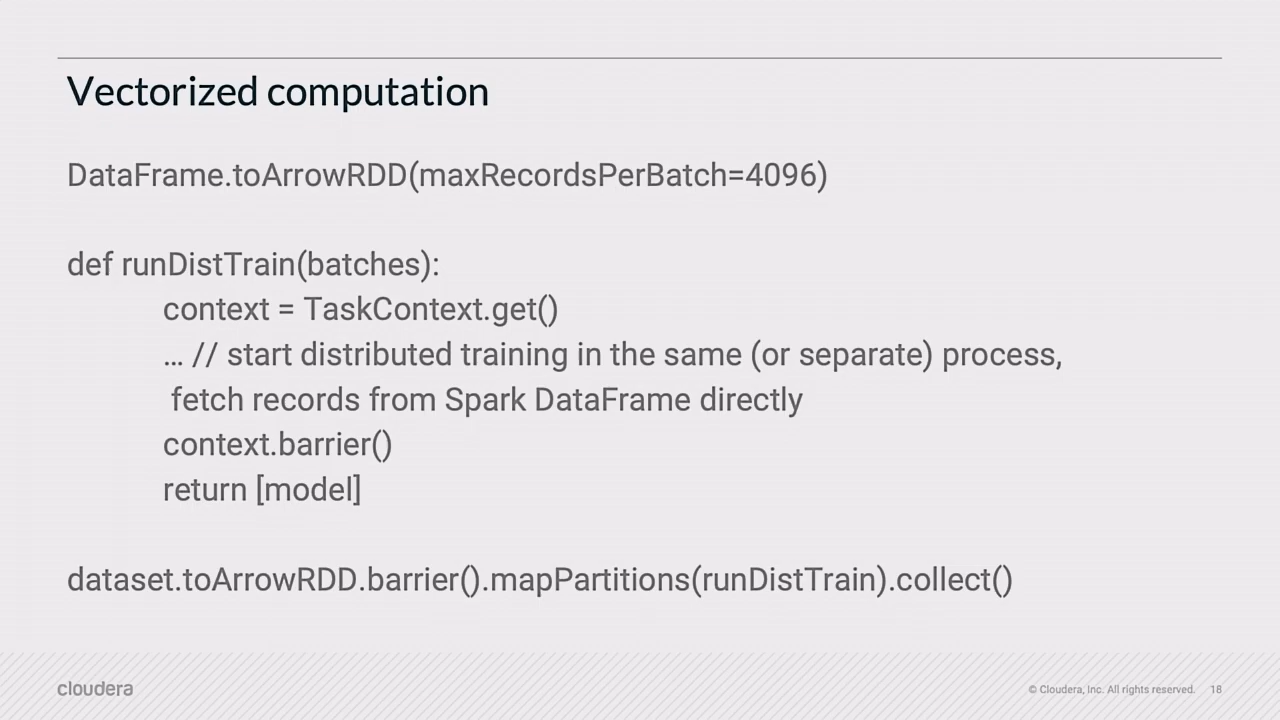 Vectorized computation
DataFrame.toArrowRDD(maxRecordsPerBatch=4096)
def runDistTrain(batches):
context = TaskContext.get()
… // start distributed training in the same (or separate) process,
fetch records from Spark DataFrame directly
context.barrier()
return [model]
dataset.toArrowRDD.barrier().mapPartitions(runDistTrain).collect()
cloudera
© Cloudera, Inc. All rights reserved. 18